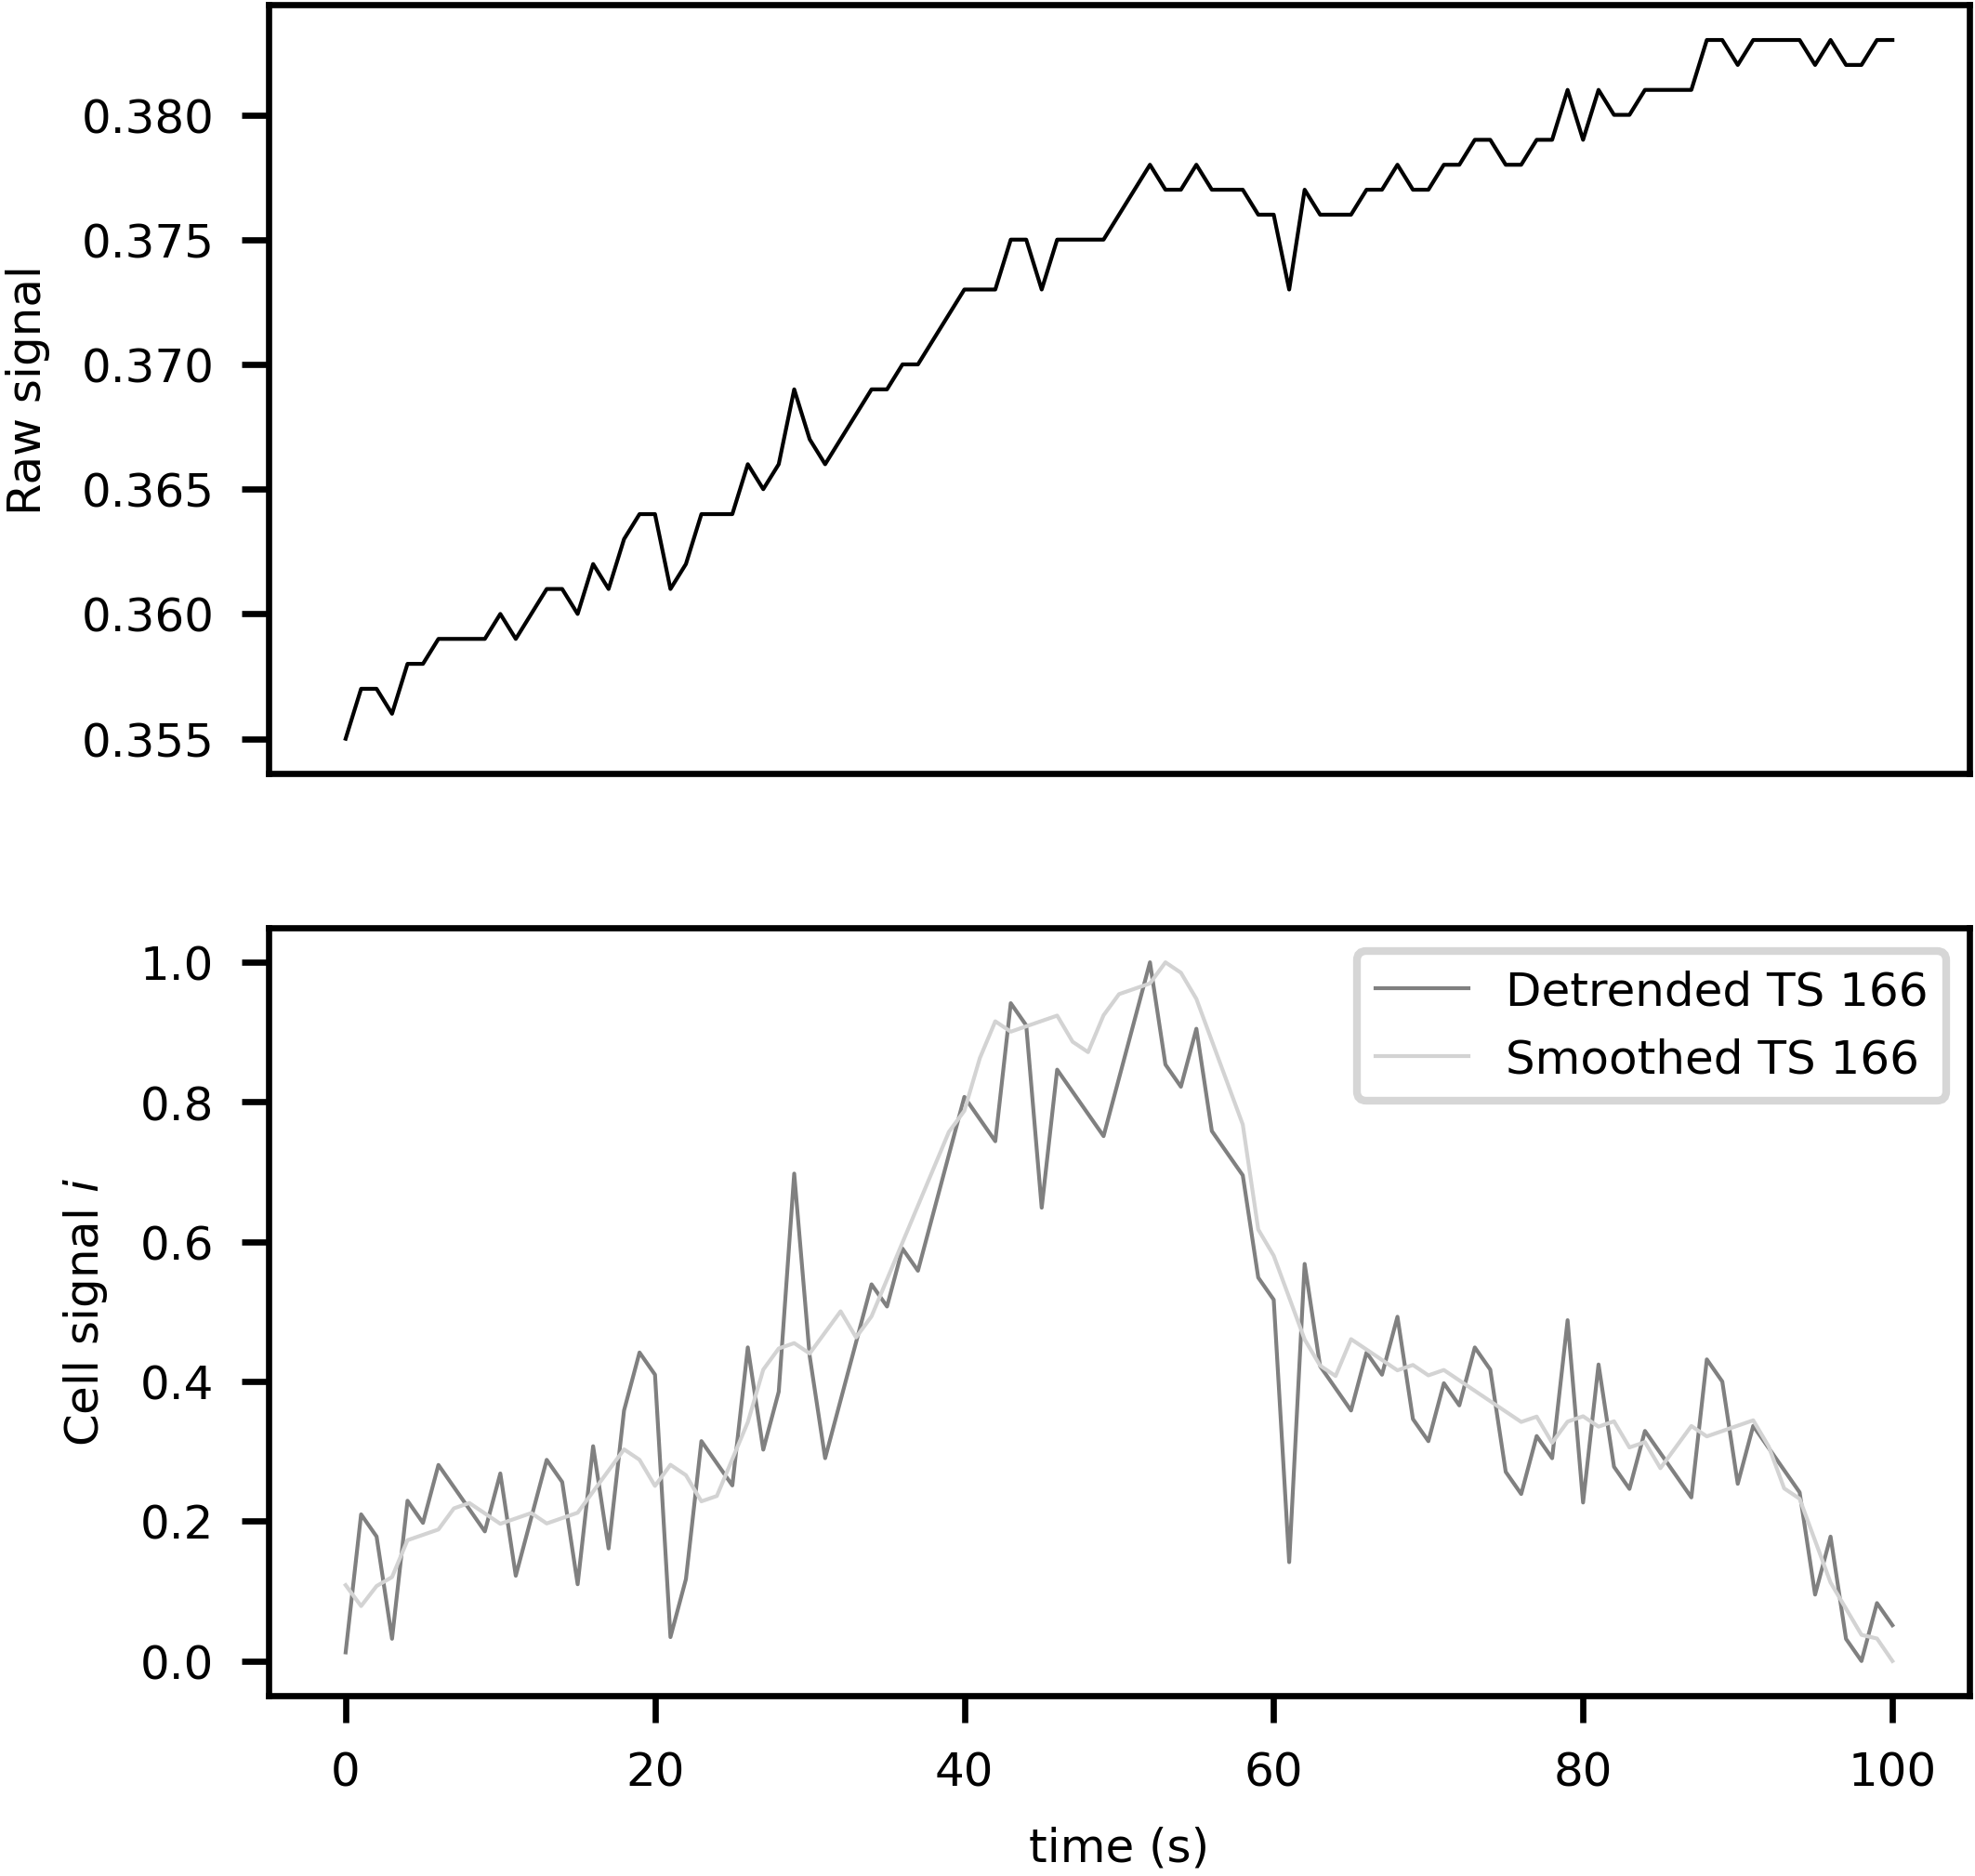 Raw signal
0.380
0.375
0.370
0.365
0.360
0.355
Cell signal i
1.0
0.8
0.6
0.4
0.2
0.0
Detrended TS 166
Smoothed TS 166
0 20 40 60 80 100
time (s)